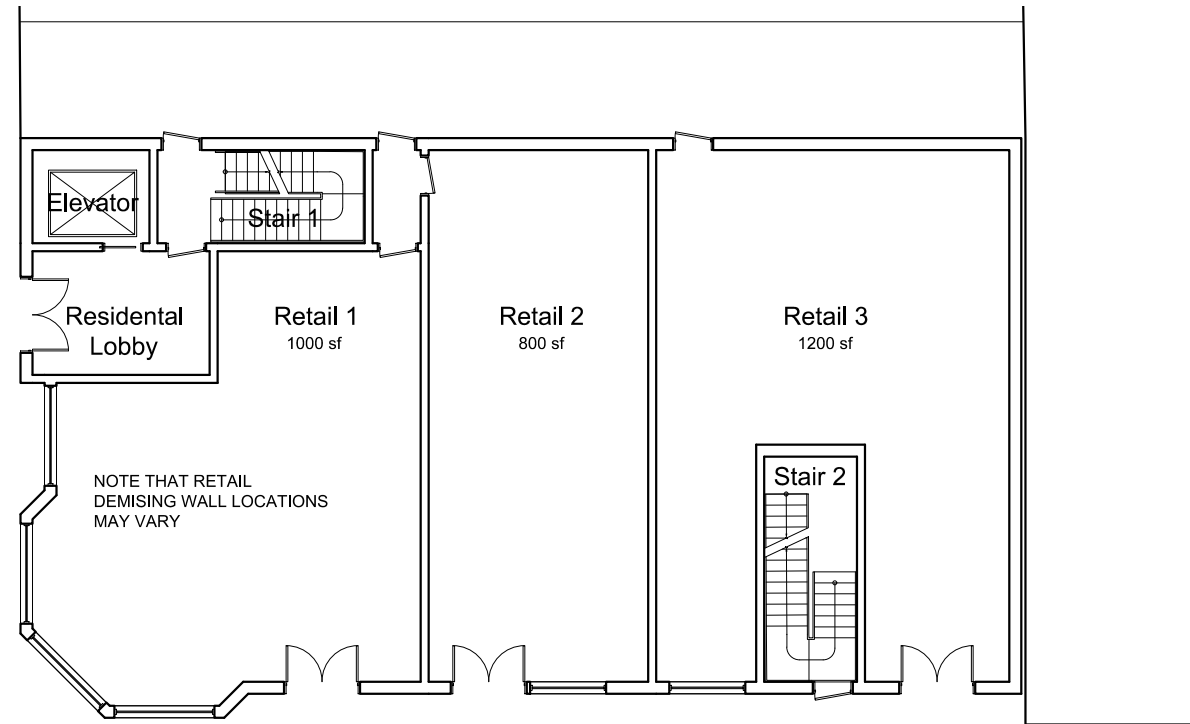 Elevator
Stair 1
Residental
Lobby
Retail 1
1000 sf
Retail 2
800 sf
Retail 3
1200 sf
NOTE THAT RETAIL
DEMISING WALL LOCATIONS
MAY VARY
Stair 2